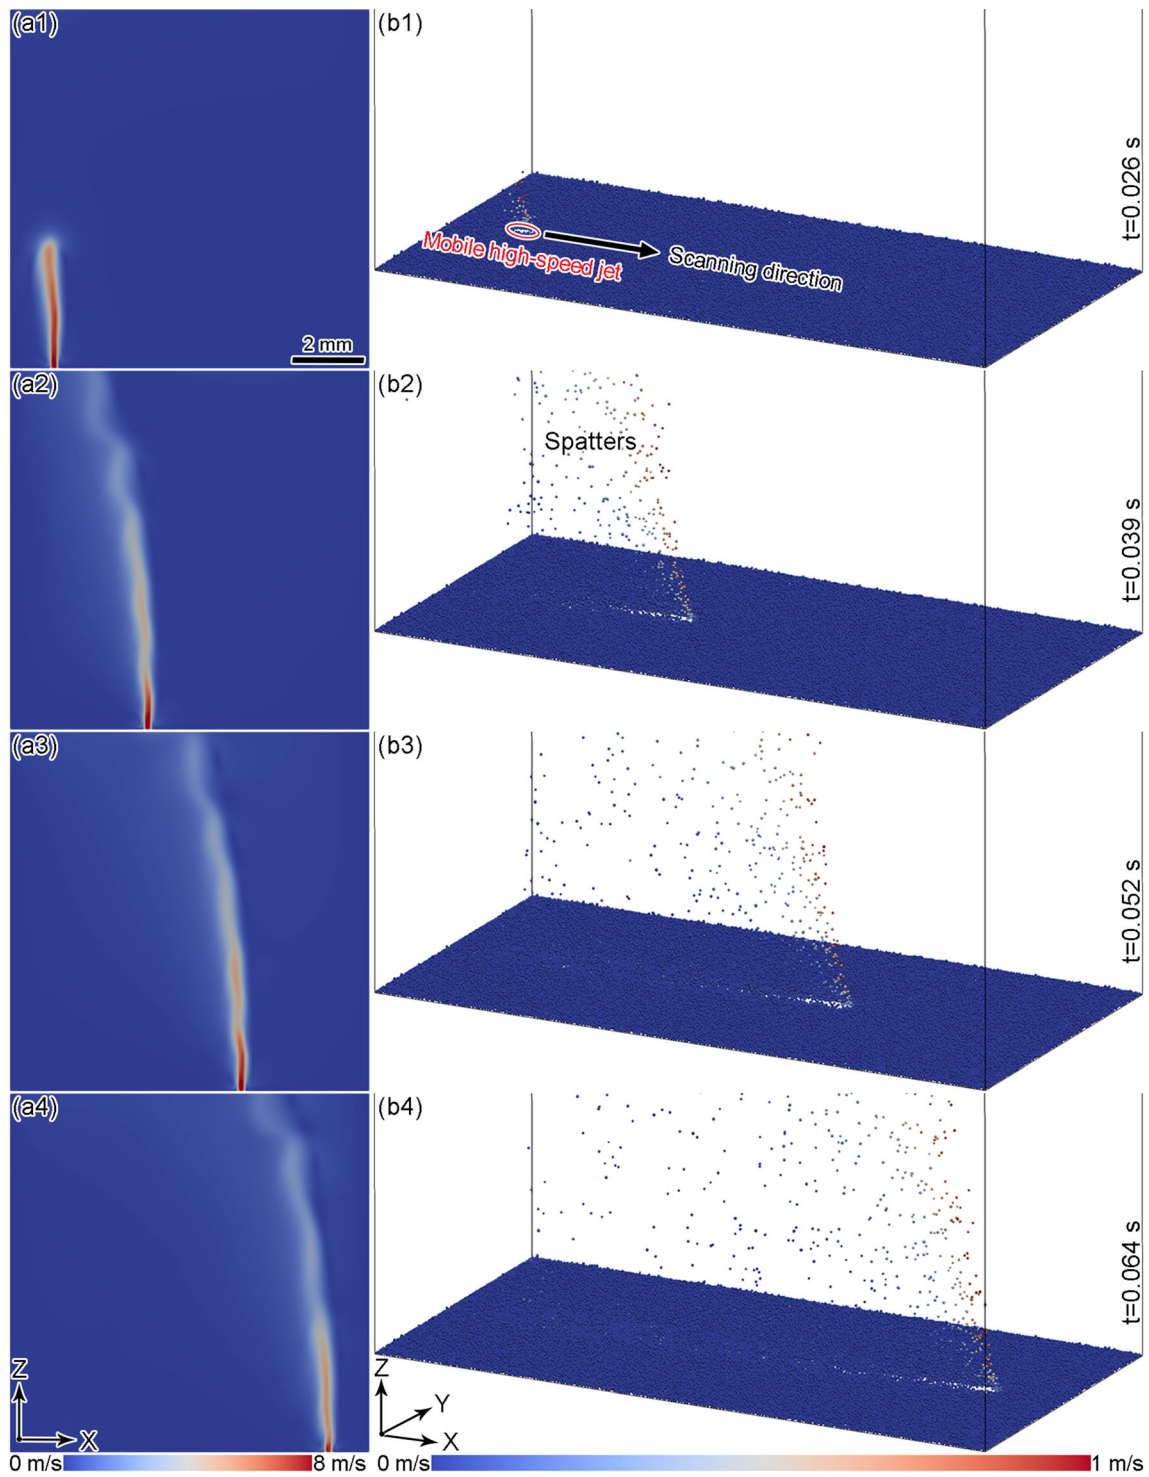 (a1)
(b1)
t=0.026 s
Mobile high-speed jet
Scanning direction
2 mm
(a2)
(b2)
Spatters
t=0.039 s
(a3)
(b3)
t=0.052 s
(a4)
(b4)
t=0.064 s
Z
X
Z
Y
X
0 m/s
8 m/s
0 m/s
1 m/s